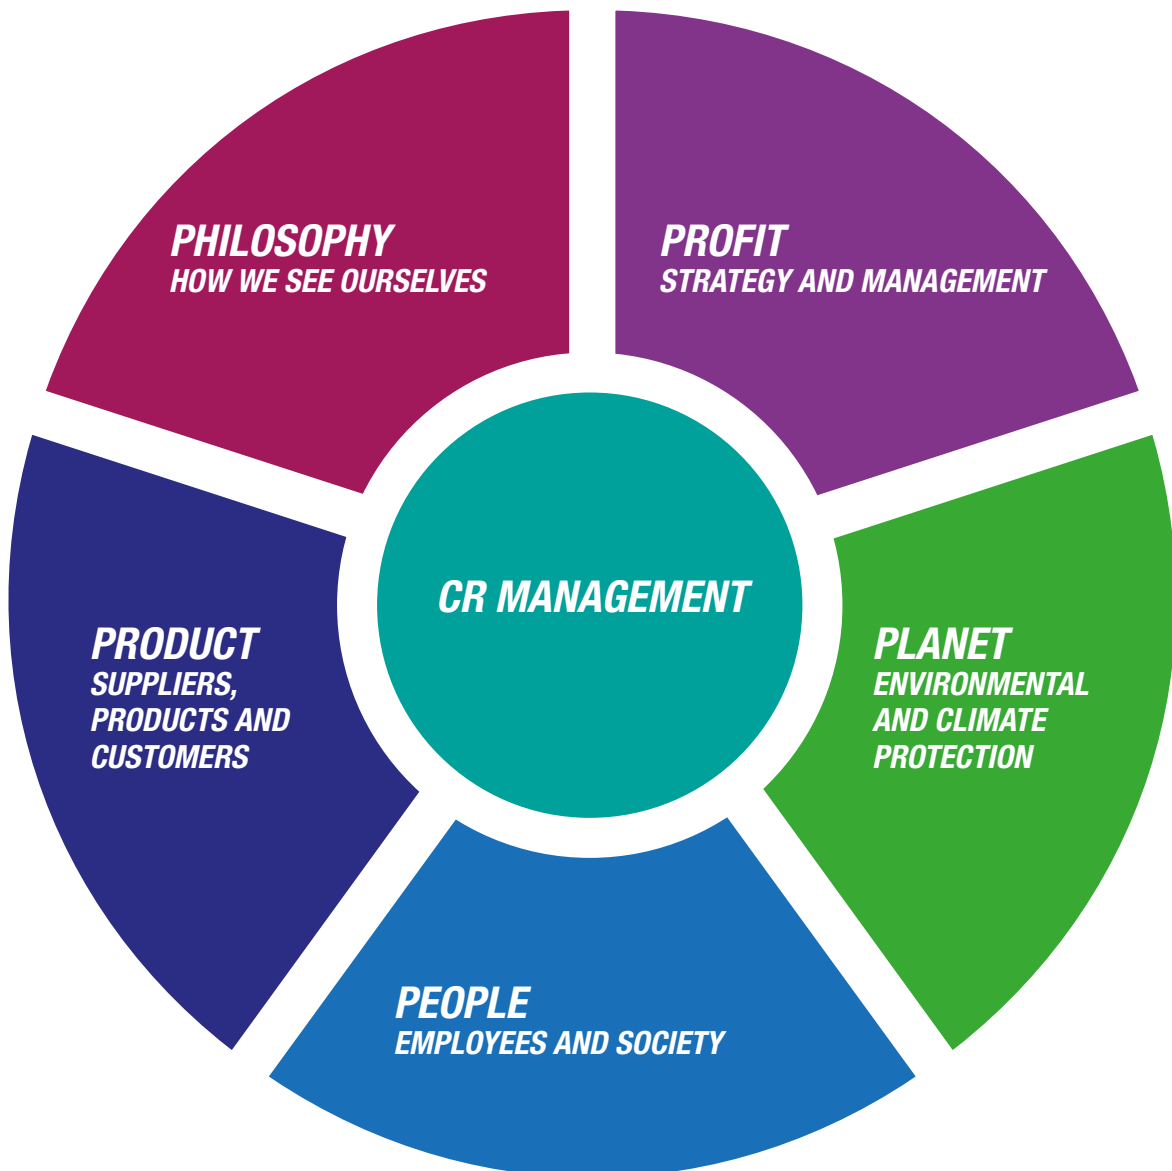 PHILOSOPHY
HOW WE SEE OURSELVES
PROFIT
STRATEGY AND MANAGEMENT
CR MANAGEMENT
PRODUCT
SUPPLIERS,
PRODUCTS AND
CUSTOMERS
PLANET
ENVIRONMENTAL
AND CLIMATE
PROTECTION
PEOPLE
EMPLOYEES AND SOCIETY